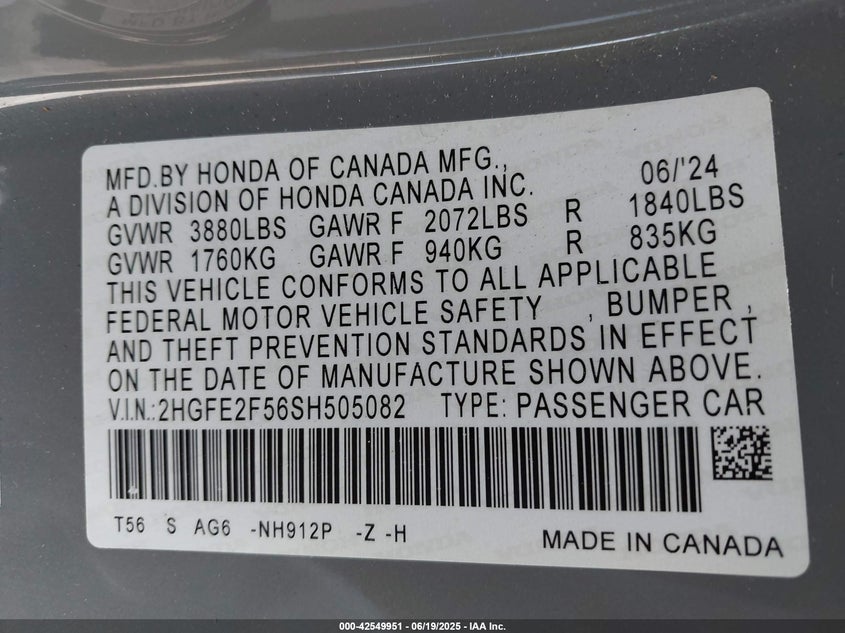 MFD.BY HONDA OF CANADA MFG., 06/'24
A DIVISION OF HONDA CANADA INC.
GVWR 3880LBS GAWR F 2072LBS R 1840LBS
GVWR 1760KG GAWR F 940KG R 835KG
THIS VEHICLE CONFORMS TO ALL APPLICABLE
FEDERAL MOTOR VEHICLE SAFETY , BUMPER ,
AND THEFT PREVENTION STANDARDS IN EFFECT
ON THE DATE OF MANUFACTURE SHOWN ABOVE.
V.I.N.:2HGFE2F56SH505082 TYPE: PASSENGER CAR
T56 S AG6 -NH912P -Z -H
MADE IN CANADA
000-42549951 - 06/19/2025 - IAA Inc.